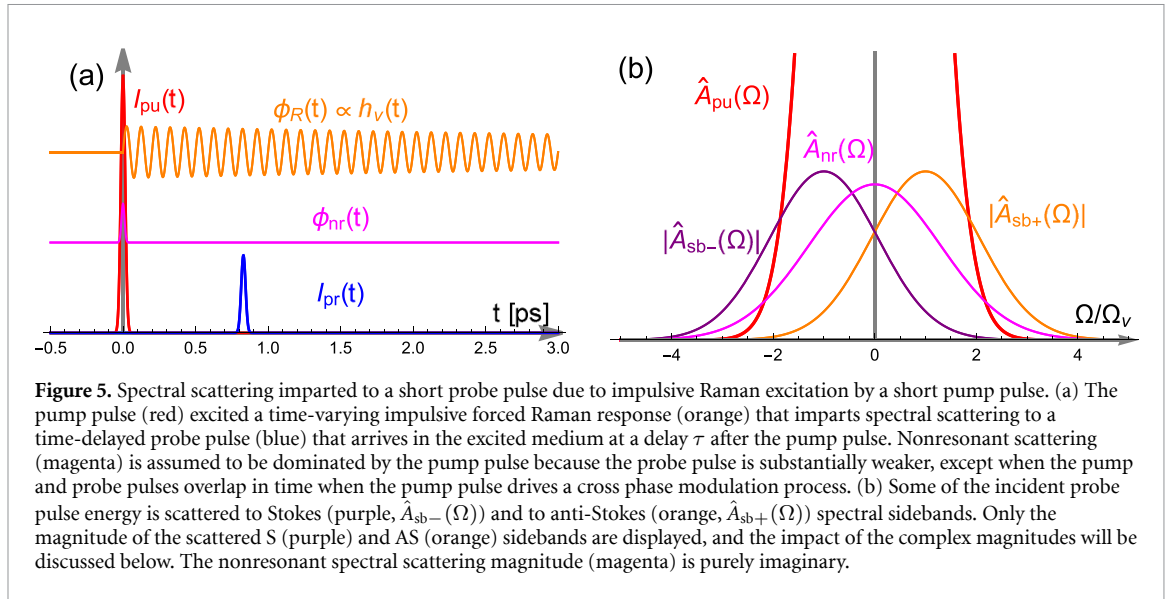 (a)
I_pu(t)
ϕ_R(t) ∝ h_v(t)
ϕ_nr(t)
I_pr(t)
t [ps]
-0.5 0.0 0.5 1.0 1.5 2.0 2.5 3.0
(b)
Â_pu(Ω)
Â_nr(Ω)
|Â_sb-(Ω)|
|Â_sb+(Ω)|
Ω/Ω_v
-4 -2 0 2 4
Figure 5. Spectral scattering imparted to a short probe pulse due to impulsive Raman excitation by a short pump pulse. (a) The
pump pulse (red) excited a time-varying impulsive forced Raman response (orange) that imparts spectral scattering to a
time-delayed probe pulse (blue) that arrives in the excited medium at a delay τ after the pump pulse. Nonresonant scattering
(magenta) is assumed to be dominated by the pump pulse because the probe pulse is substantially weaker, except when the pump
and probe pulses overlap in time when the pump pulse drives a cross phase modulation process. (b) Some of the incident probe
pulse energy is scattered to Stokes (purple, Â_sb−(Ω)) and to anti-Stokes (orange, Â_sb+(Ω)) spectral sidebands. Only the
magnitude of the scattered S (purple) and AS (orange) sidebands are displayed, and the impact of the complex magnitudes will be
discussed below. The nonresonant spectral scattering magnitude (magenta) is purely imaginary.